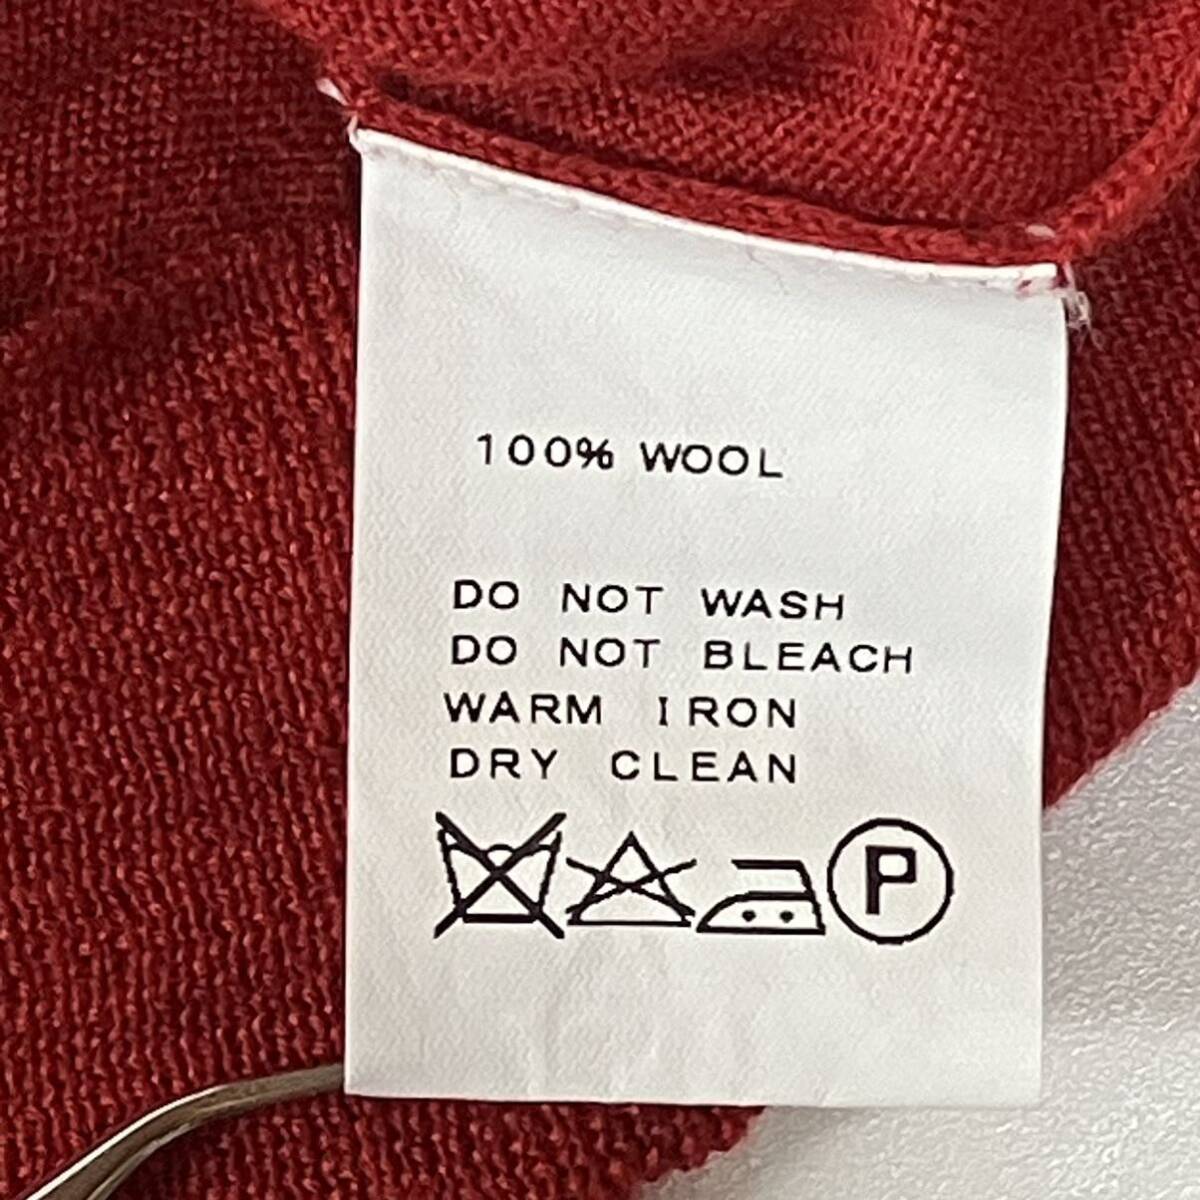 100% WOOL
DO NOT WASH
DO NOT BLEACH
WARM IRON
DRY CLEAN
P